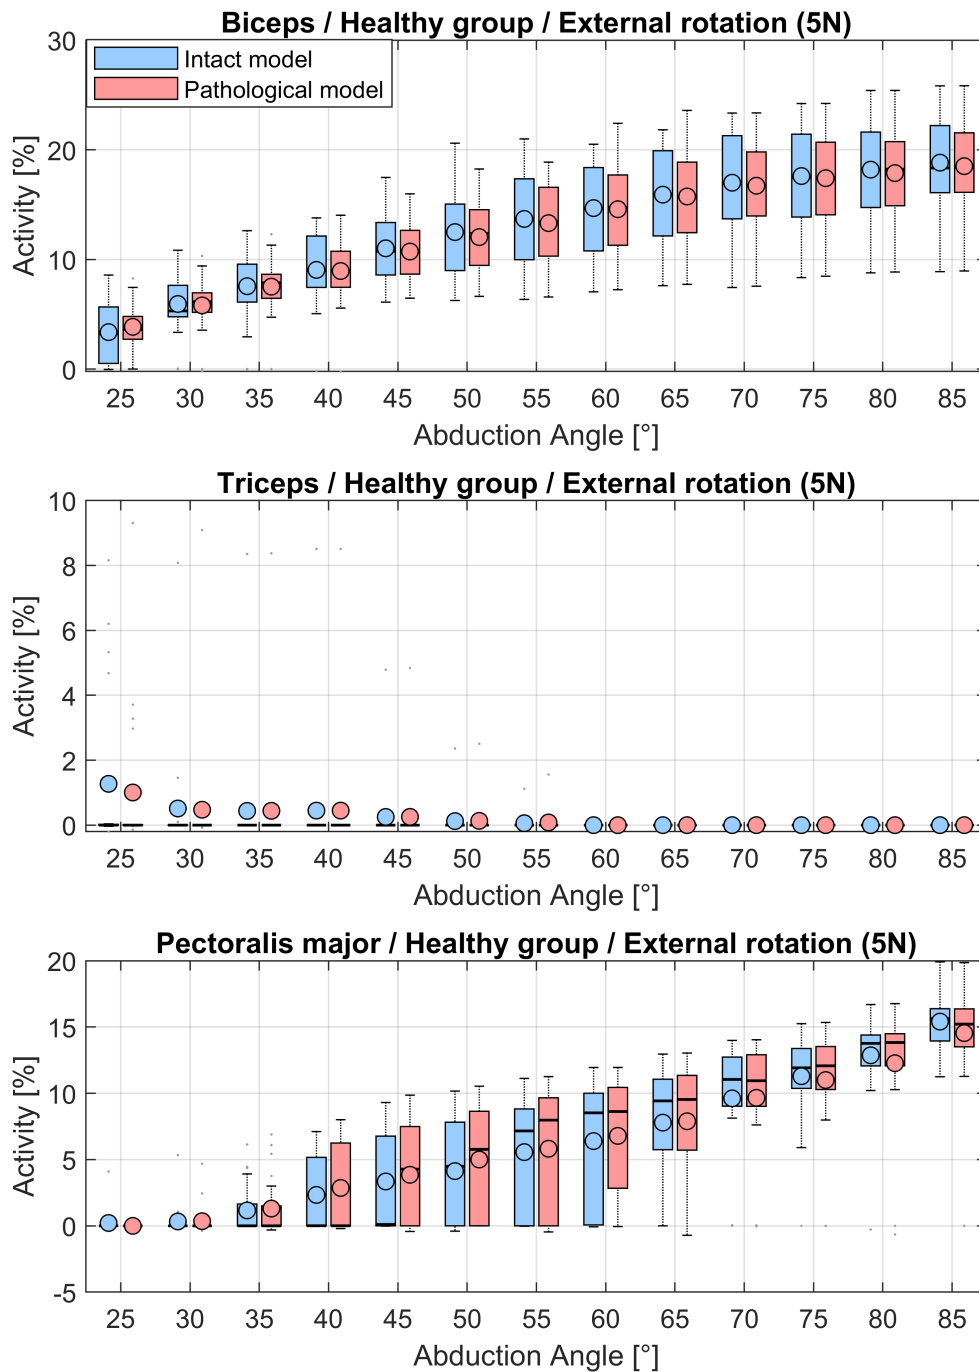 Biceps / Healthy group / External rotation (5N)
30
20
10
0
Activity [%]
Intact model
Pathological model
25 30 35 40 45 50 55 60 65 70 75 80 85
Abduction Angle [°]
Triceps / Healthy group / External rotation (5N)
10
8
6
4
2
0
Activity [%]
25 30 35 40 45 50 55 60 65 70 75 80 85
Abduction Angle [°]
Pectoralis major / Healthy group / External rotation (5N)
20
15
10
5
0
-5
Activity [%]
25 30 35 40 45 50 55 60 65 70 75 80 85
Abduction Angle [°]